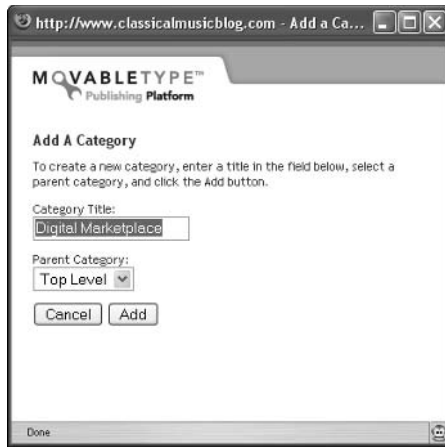 http://www.classicalmusicblog.com - Add a Ca...
MOVABLETYPE™
Publishing Platform
Add A Category
To create a new category, enter a title in the field below, select a
parent category, and click the Add button.
Category Title:
Digital Marketplace
Parent Category:
Top Level
Cancel Add
Done